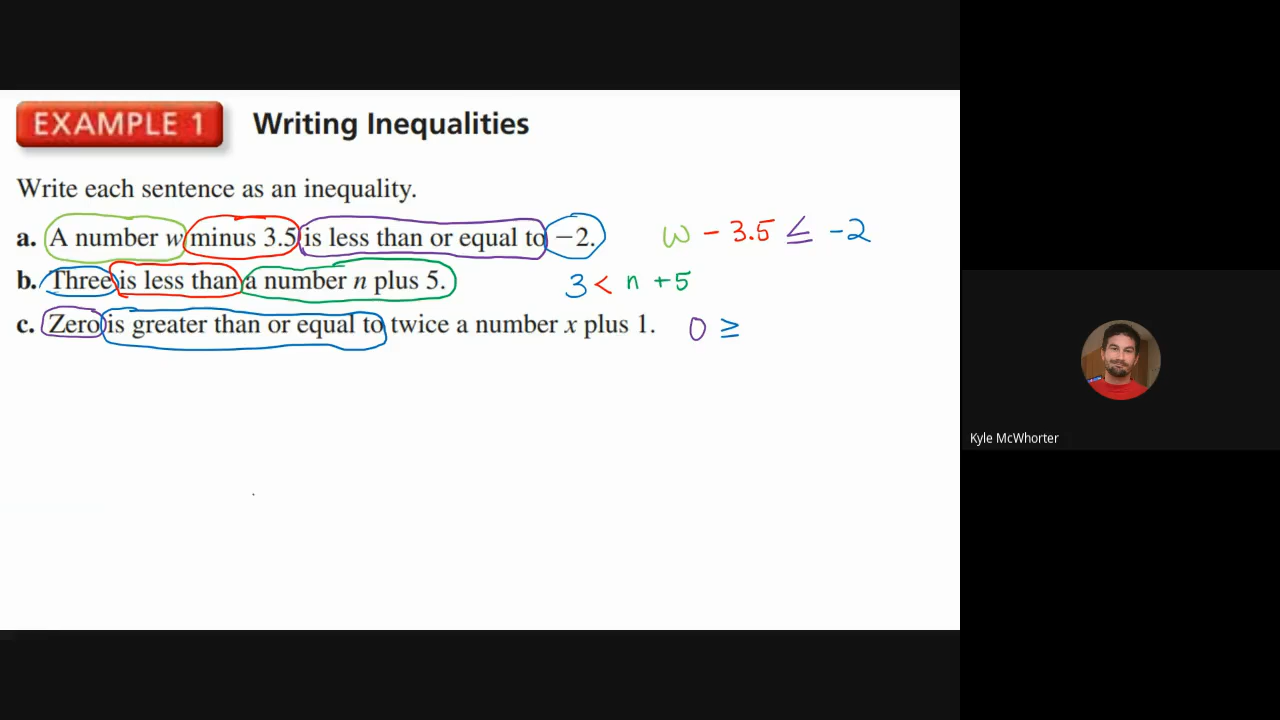 EXAMPLE 1 Writing Inequalities
Write each sentence as an inequality.
a. A number w minus 3.5 is less than or equal to −2. w - 3.5 ≤ -2
b. Three is less than a number n plus 5. 3 < n + 5
c. Zero is greater than or equal to twice a number x plus 1. 0 ≥
Kyle McWhorter